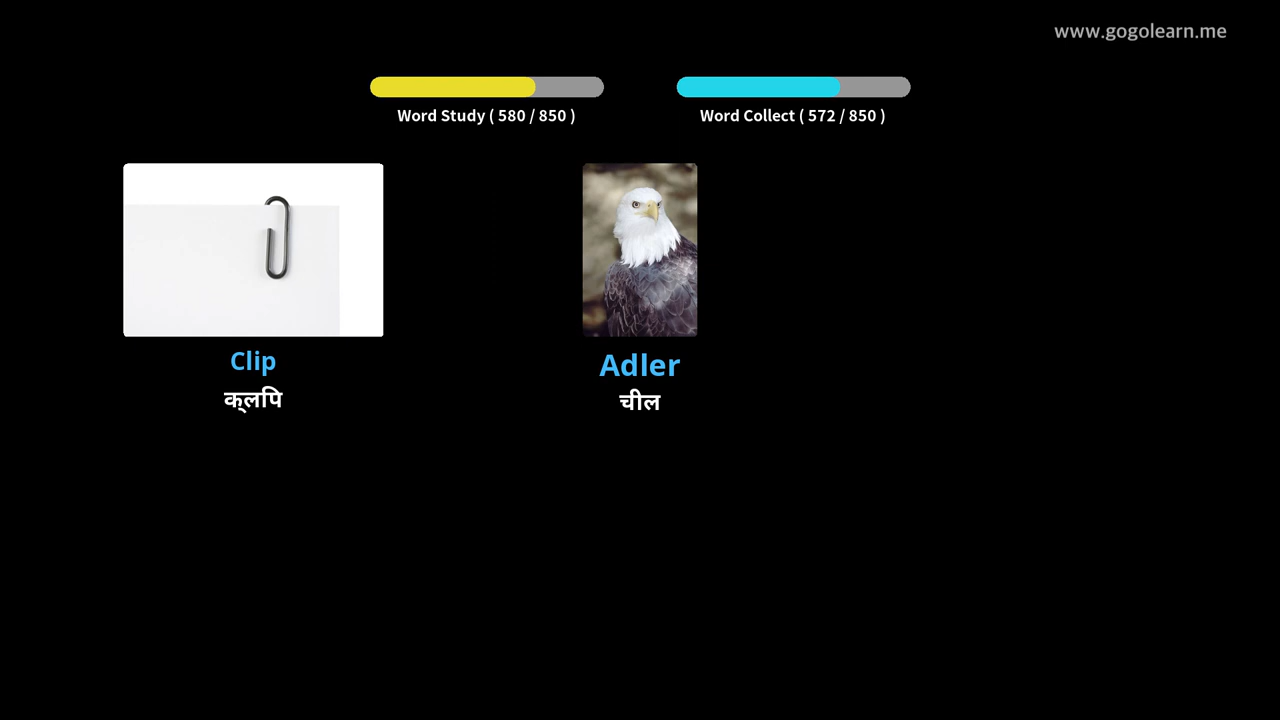 www.gogolearn.me
Word Study ( 580 / 850 )
Word Collect ( 572 / 850 )
Clip
क्लपि
Adler
चील